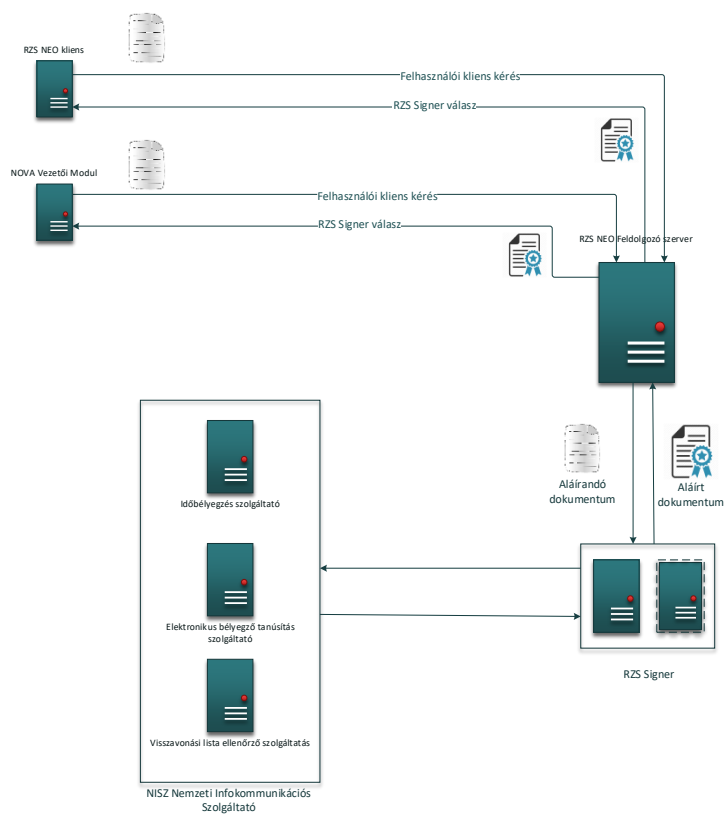 RZS NEO kliens
Felhasználói kliens kérés
RZS Signer válasz
NOVA Vezetői Modul
Felhasználói kliens kérés
RZS Signer válasz
RZS NEO Feldolgozó szerver
Aláírandó
dokumentum
Aláírt
dokumentum
Időbélyegzés szolgáltató
Elektronikus bélyegző tanúsítás
szolgáltató
Visszavonási lista ellenőrző szolgáltatás
RZS Signer
NISZ Nemzeti Infokommunikációs
Szolgáltató